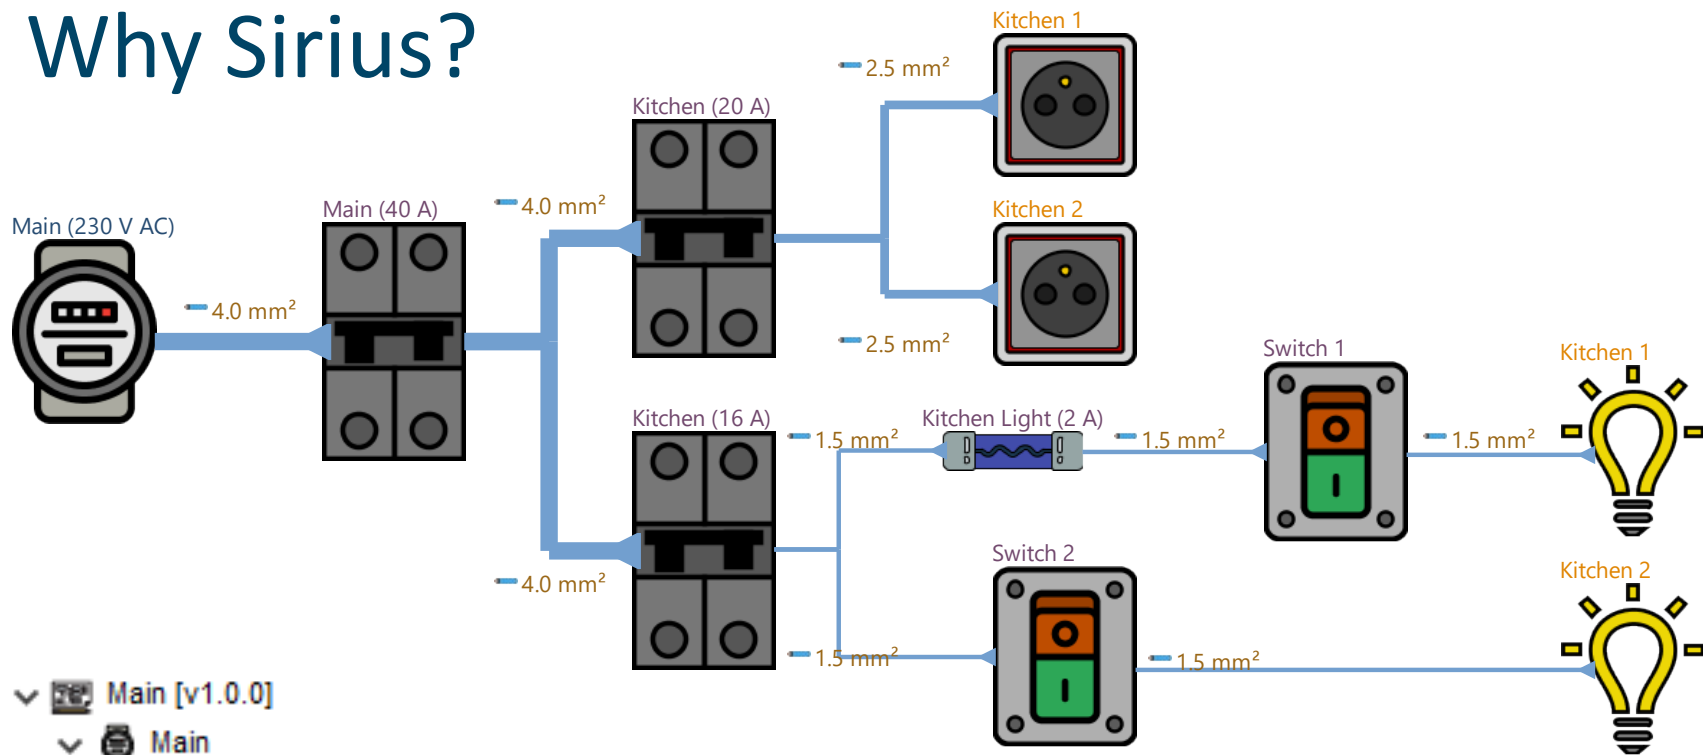 Why Sirius?
Kitchen 1
2.5 mm²
Kitchen (20 A)
4.0 mm²
Kitchen 2
Main (230 V AC)
Main (40 A)
4.0 mm²
2.5 mm²
Switch 1
Kitchen 1
Kitchen (16 A)
Kitchen Light (2 A)
1.5 mm²
1.5 mm²
1.5 mm²
Switch 2
4.0 mm²
Kitchen 2
1.5 mm²
1.5 mm²
Main [v1.0.0]
Main